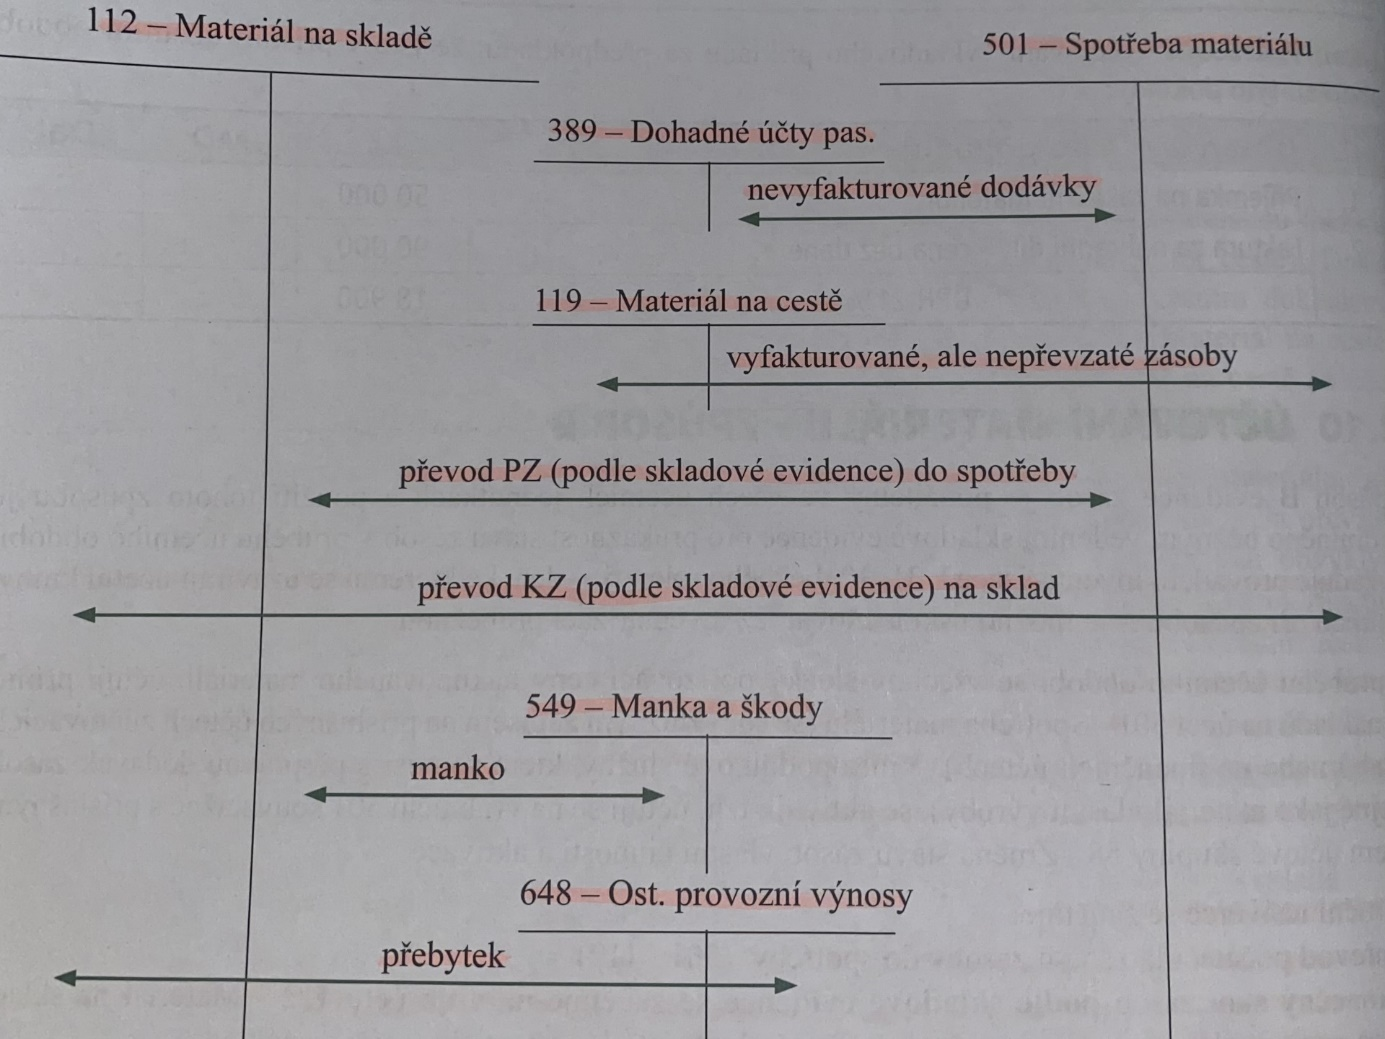 112 – Materiál na skladě
501 – Spotřeba materiálu
389 – Dohadné účty pas.
nevyfakturované dodávky
119 – Materiál na cestě
vyfakturované, ale nepřevzaté zásoby
převod PZ (podle skladové evidence) do spotřeby
převod KZ (podle skladové evidence) na sklad
549 – Manka a škody
manko
648 – Ost. provozní výnosy
přebytek